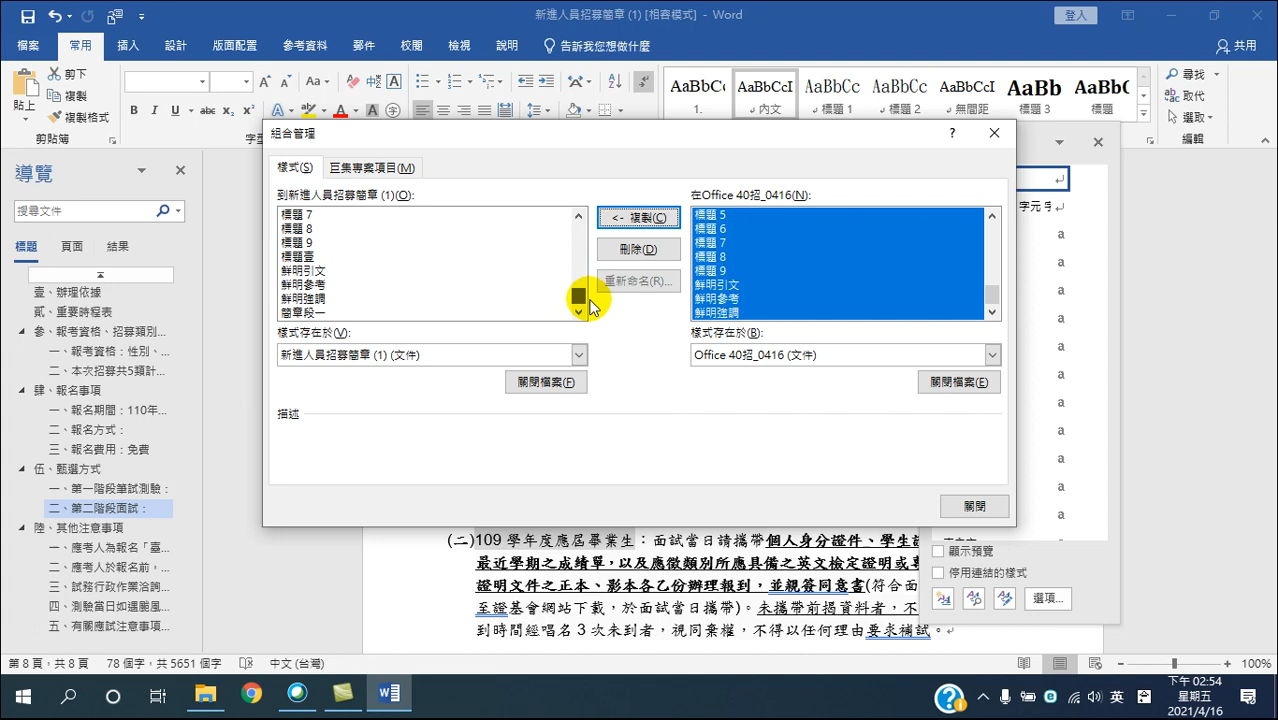 新進人員招募簡章 (1) [相容模式] - Word
登入
檔案 常用 插入 設計 版面配置 參考資料 郵件 校閱 檢視 說明 告訴我您想做什麼 共用
貼上
剪下
複製
複製格式
剪貼簿
AaBbC 1.
AaBbCcI ↵內文
AaBbCc ↵標題 1
AaBbCc ↵標題 2
AaBbCcI ↵無間距
AaBb 標題 3
AaBb( 標題
尋找
取代
選取
編輯
導覽
搜尋文件
標題 頁面 結果
壹、辦理依據
貳、重要時程表
參、報考資格、招募類別...
一、報考資格：性別、...
二、本次招募共5類計...
肆、報名事項
一、報名期間：110年...
二、報名方式：
三、報名費用：免費
伍、甄選方式
一、第一階段筆試測驗：
二、第二階段面試：
陸、其他注意事項
一、應考人為報名「臺...
二、應考人於報名前，...
三、試務行政作業洽詢...
四、測驗當日如遇颱風...
五、有關應試注意事項...
組合管理
樣式(S) 巨集專案項目(M)
到新進人員招募簡章 (1)(O):
標題 7
標題 8
標題 9
標題壹
鮮明引文
鮮明參考
鮮明強調
簡章段一
<- 複製(C)
刪除(D)
重新命名(R)...
在Office 40招_0416(N):
標題 5
標題 6
標題 7
標題 8
標題 9
鮮明引文
鮮明參考
鮮明強調
樣式存在於(V):
新進人員招募簡章 (1) (文件)
關閉檔案(F)
樣式存在於(B):
Office 40招_0416 (文件)
關閉檔案(E)
描述
關閉
字元 字
a
a
a
a
a
a
a
a
a
a
a
顯示預覽
停用連結的樣式
選項...
(二)109 學年度應屆畢業生：面試當日請攜帶個人身分證件、學生
最近學期之成績單，以及應徵類別所應具備之英文檢定證明或
證明文件之正本、影本各乙份辦理報到，並親簽同意書(符合面
至證基會網站下載，於面試當日攜帶)。未攜帶前揭資料者，不
到時間經唱名 3 次未到者，視同棄權，不得以任何理由要求補試。
第 8 頁，共 8 頁 78 個字，共 5651 個字 中文 (台灣) 100%
英
下午 02:54
星期五
2021/4/16